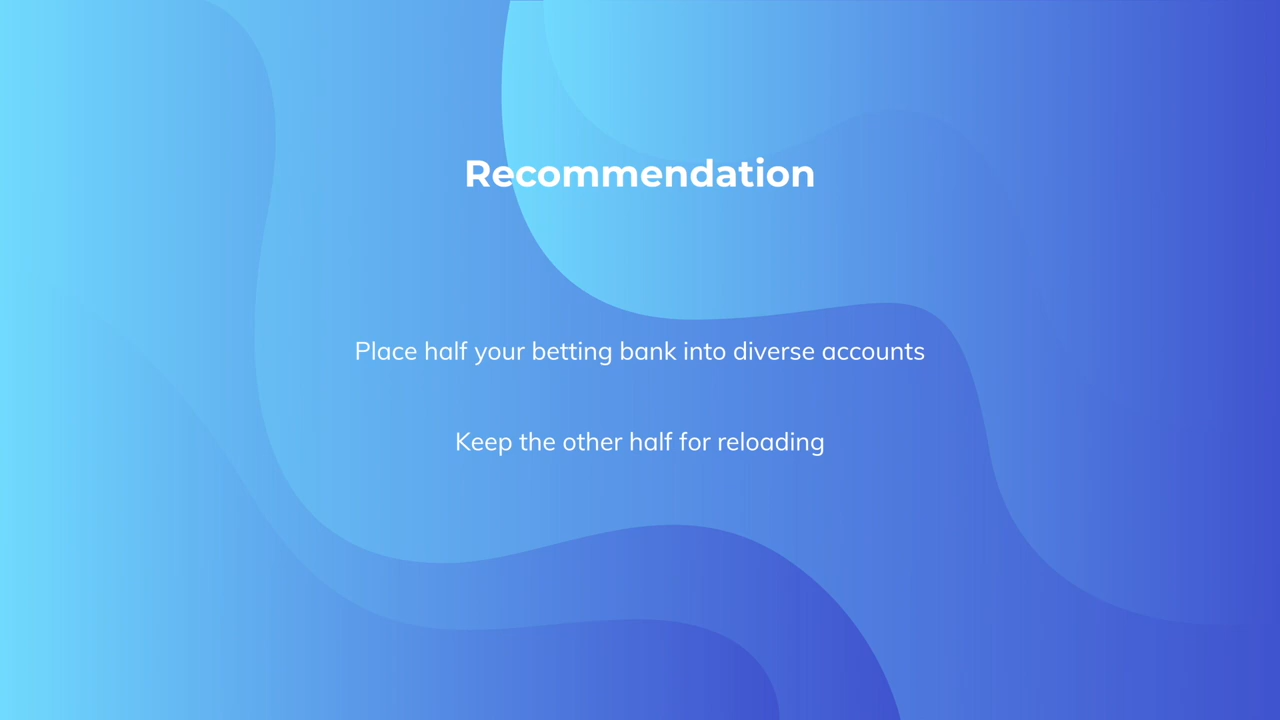 Recommendation
Place half your betting bank into diverse accounts
Keep the other half for reloading